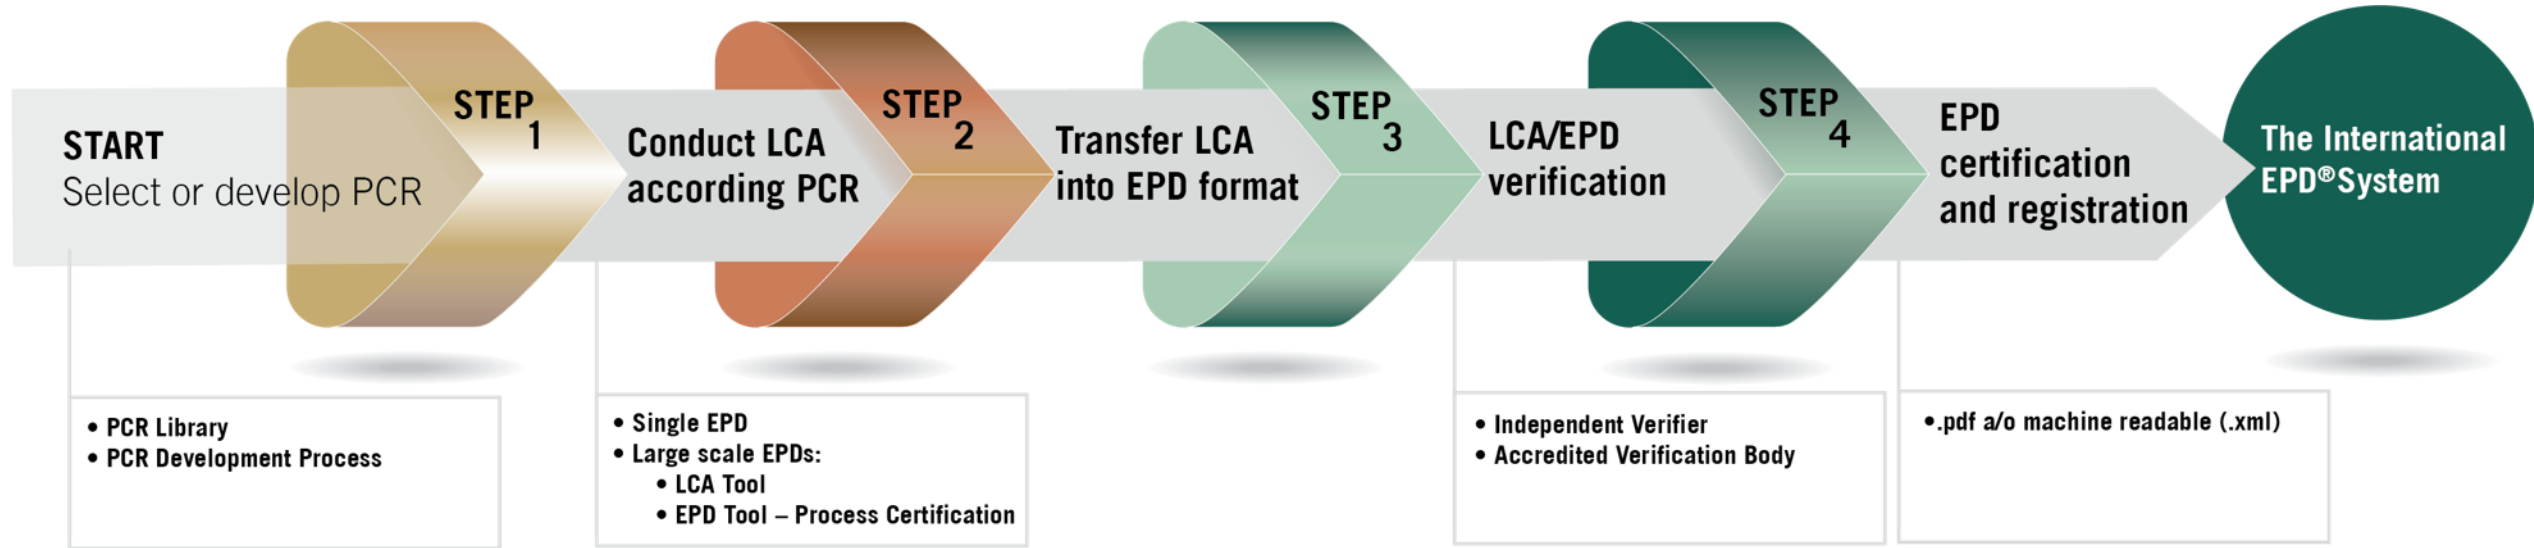 START
Select or develop PCR
STEP 1
Conduct LCA
according PCR
STEP 2
Transfer LCA
into EPD format
STEP 3
LCA/EPD
verification
STEP 4
EPD
certification
and registration
The International
EPD®System
• PCR Library
• PCR Development Process
• Single EPD
• Large scale EPDs:
• LCA Tool
• EPD Tool – Process Certification
• Independent Verifier
• Accredited Verification Body
•.pdf a/o machine readable (.xml)